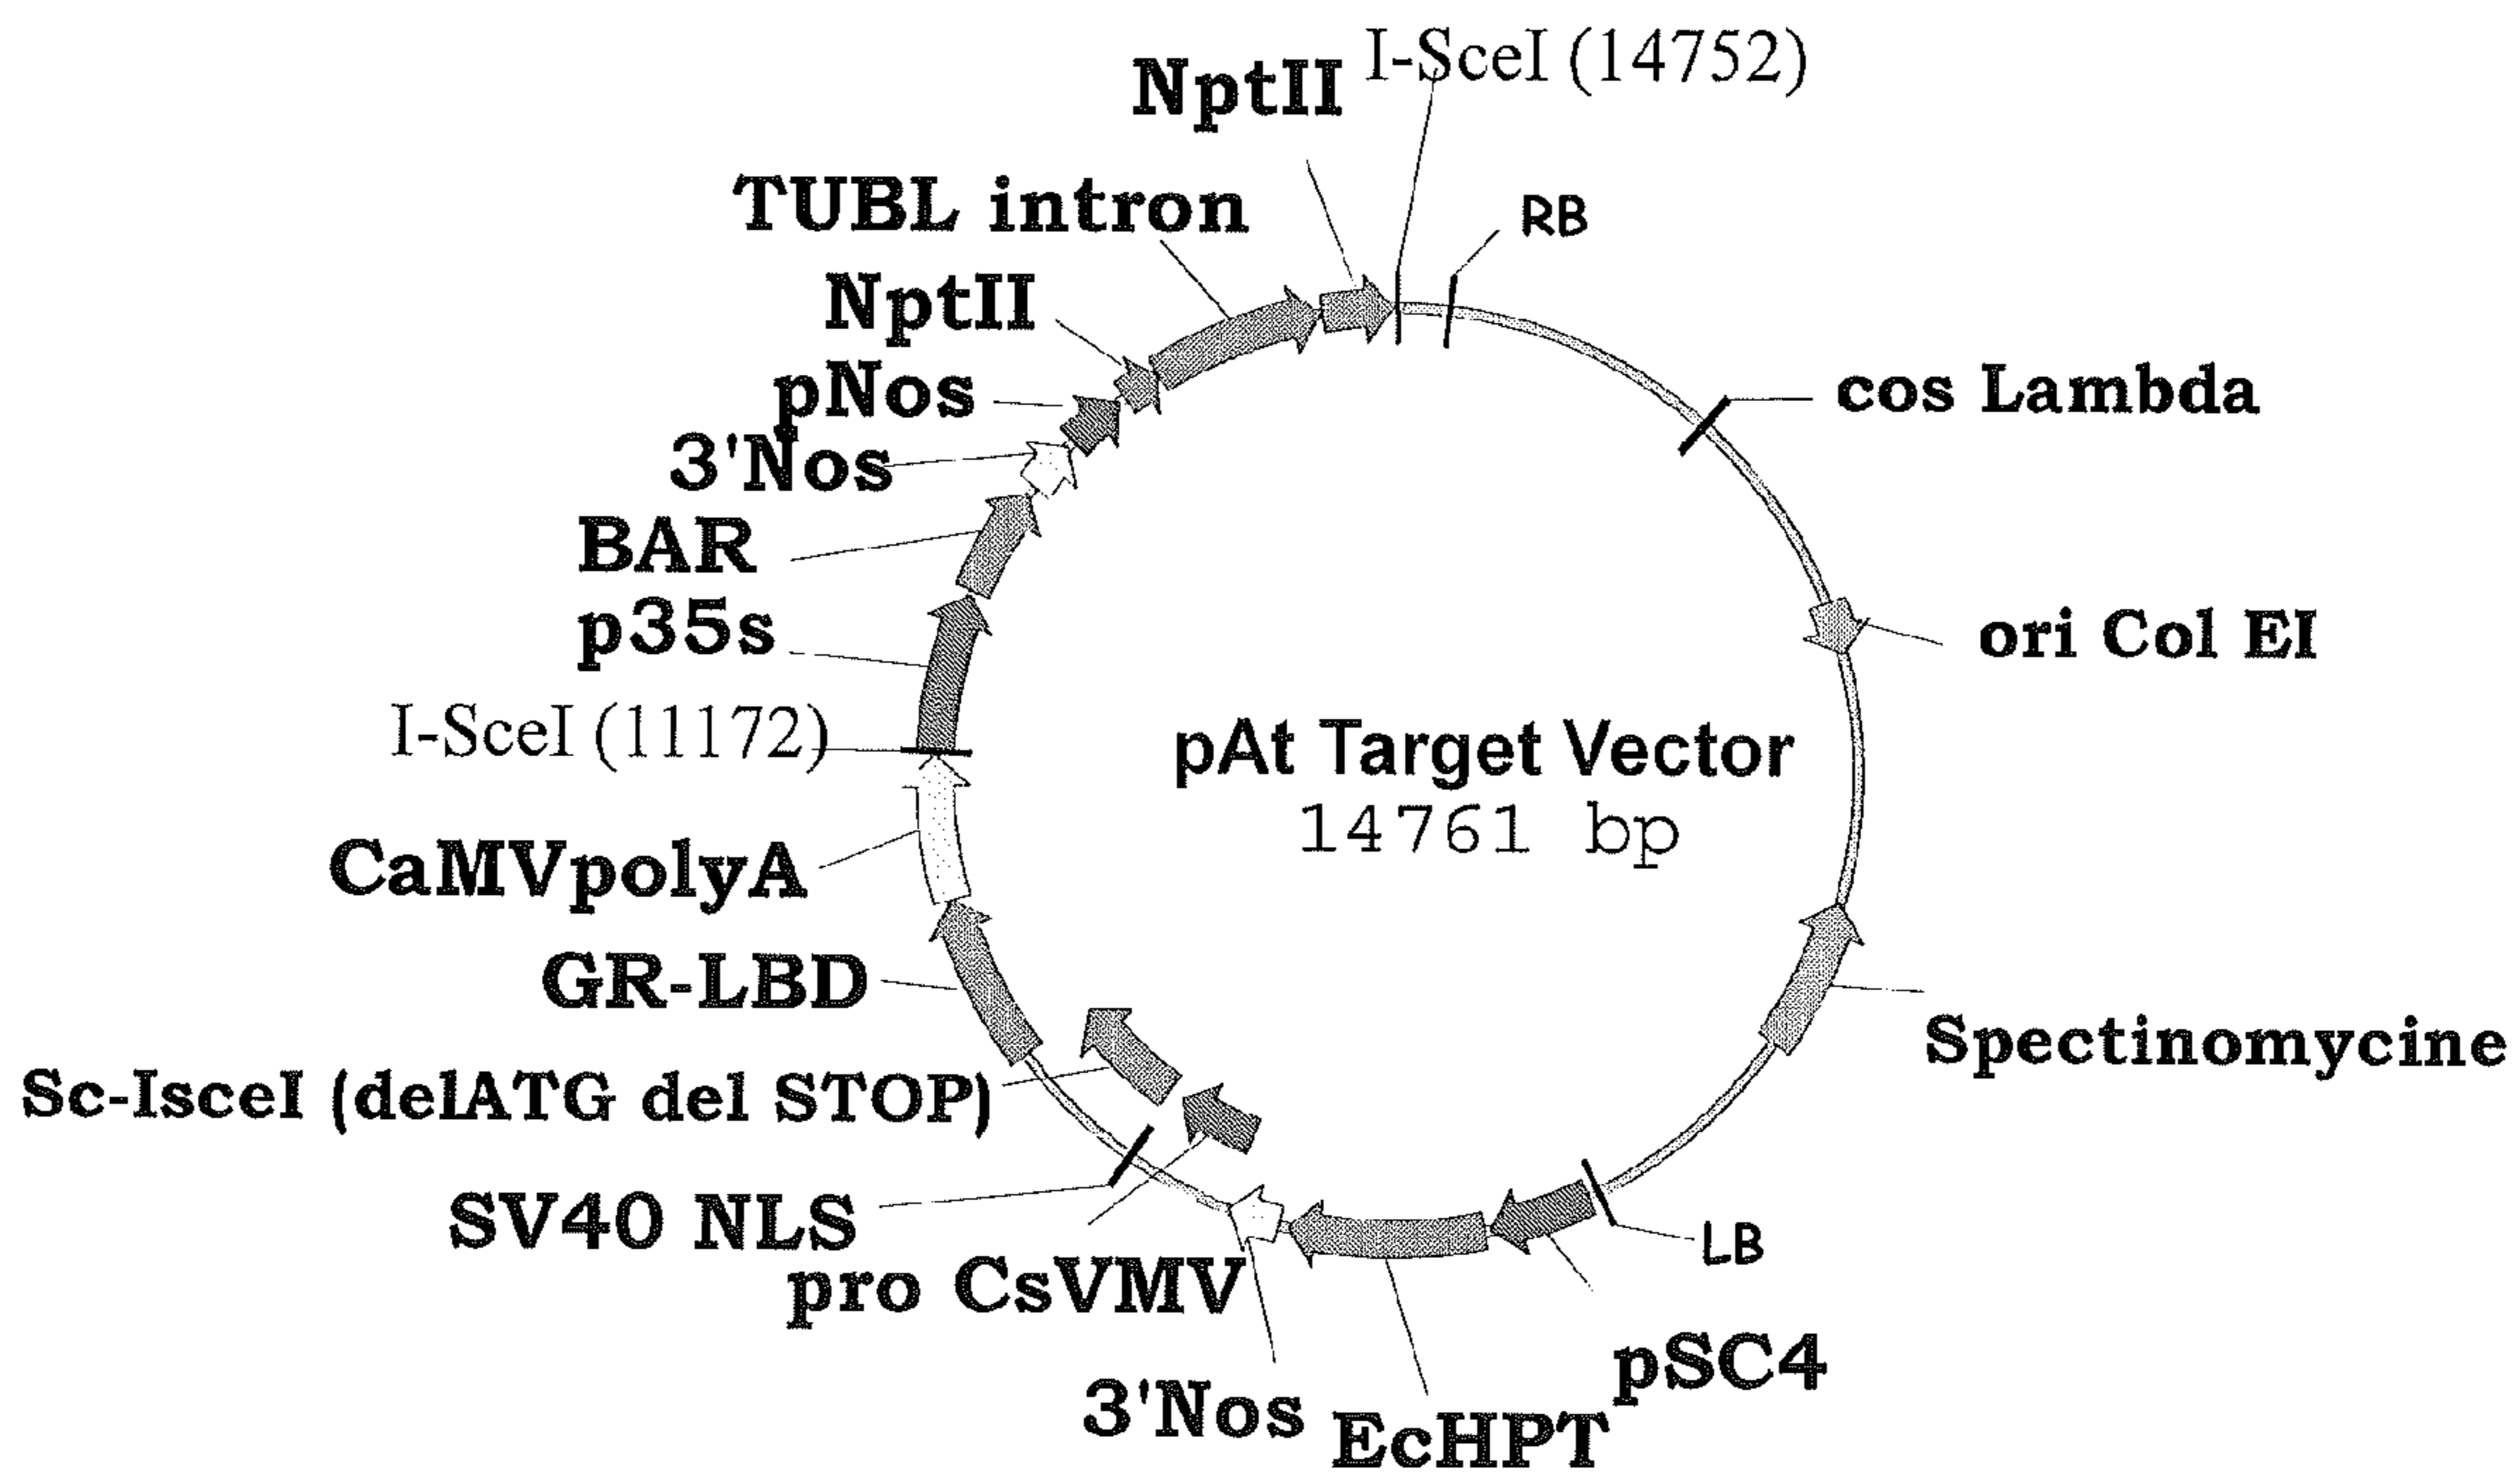 I-SceI (14752)
NptII
TUBL intron
RB
NptII
pNos
cos Lambda
3'Nos
BAR
p35s
ori Col EI
I-SceI (11172)
pAt Target Vector
14761 bp
CaMVpolyA
GR-LBD
Spectinomycine
Sc-IsceI (delATG del STOP)
SV40 NLS
LB
pro CsVMV
pSC4
3'Nos
EcHPT